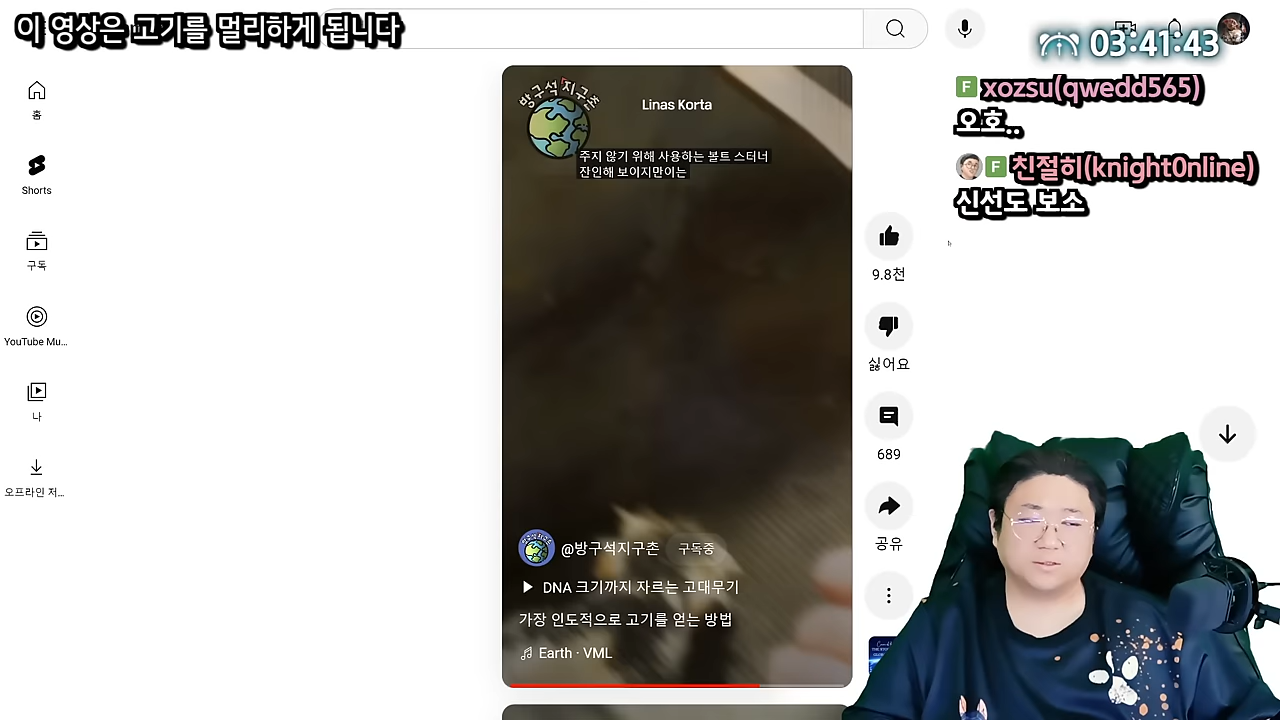 이 영상은 고기를 멀리하게 됩니다
03:41:43
홈
Shorts
구독
YouTube Mu...
나
오프라인 저...
방구석 지구촌
Linas Korta
주지 않기 위해 사용하는 볼트 스터너
잔인해 보이지만이는
@방구석지구촌
구독중
▶ DNA 크기까지 자르는 고대무기
가장 인도적으로 고기를 얻는 방법
Earth · VML
9.8천
싫어요
689
공유
F xozsu(qwedd565)
오호..
F 친절히(knight0nline)
신선도 보소